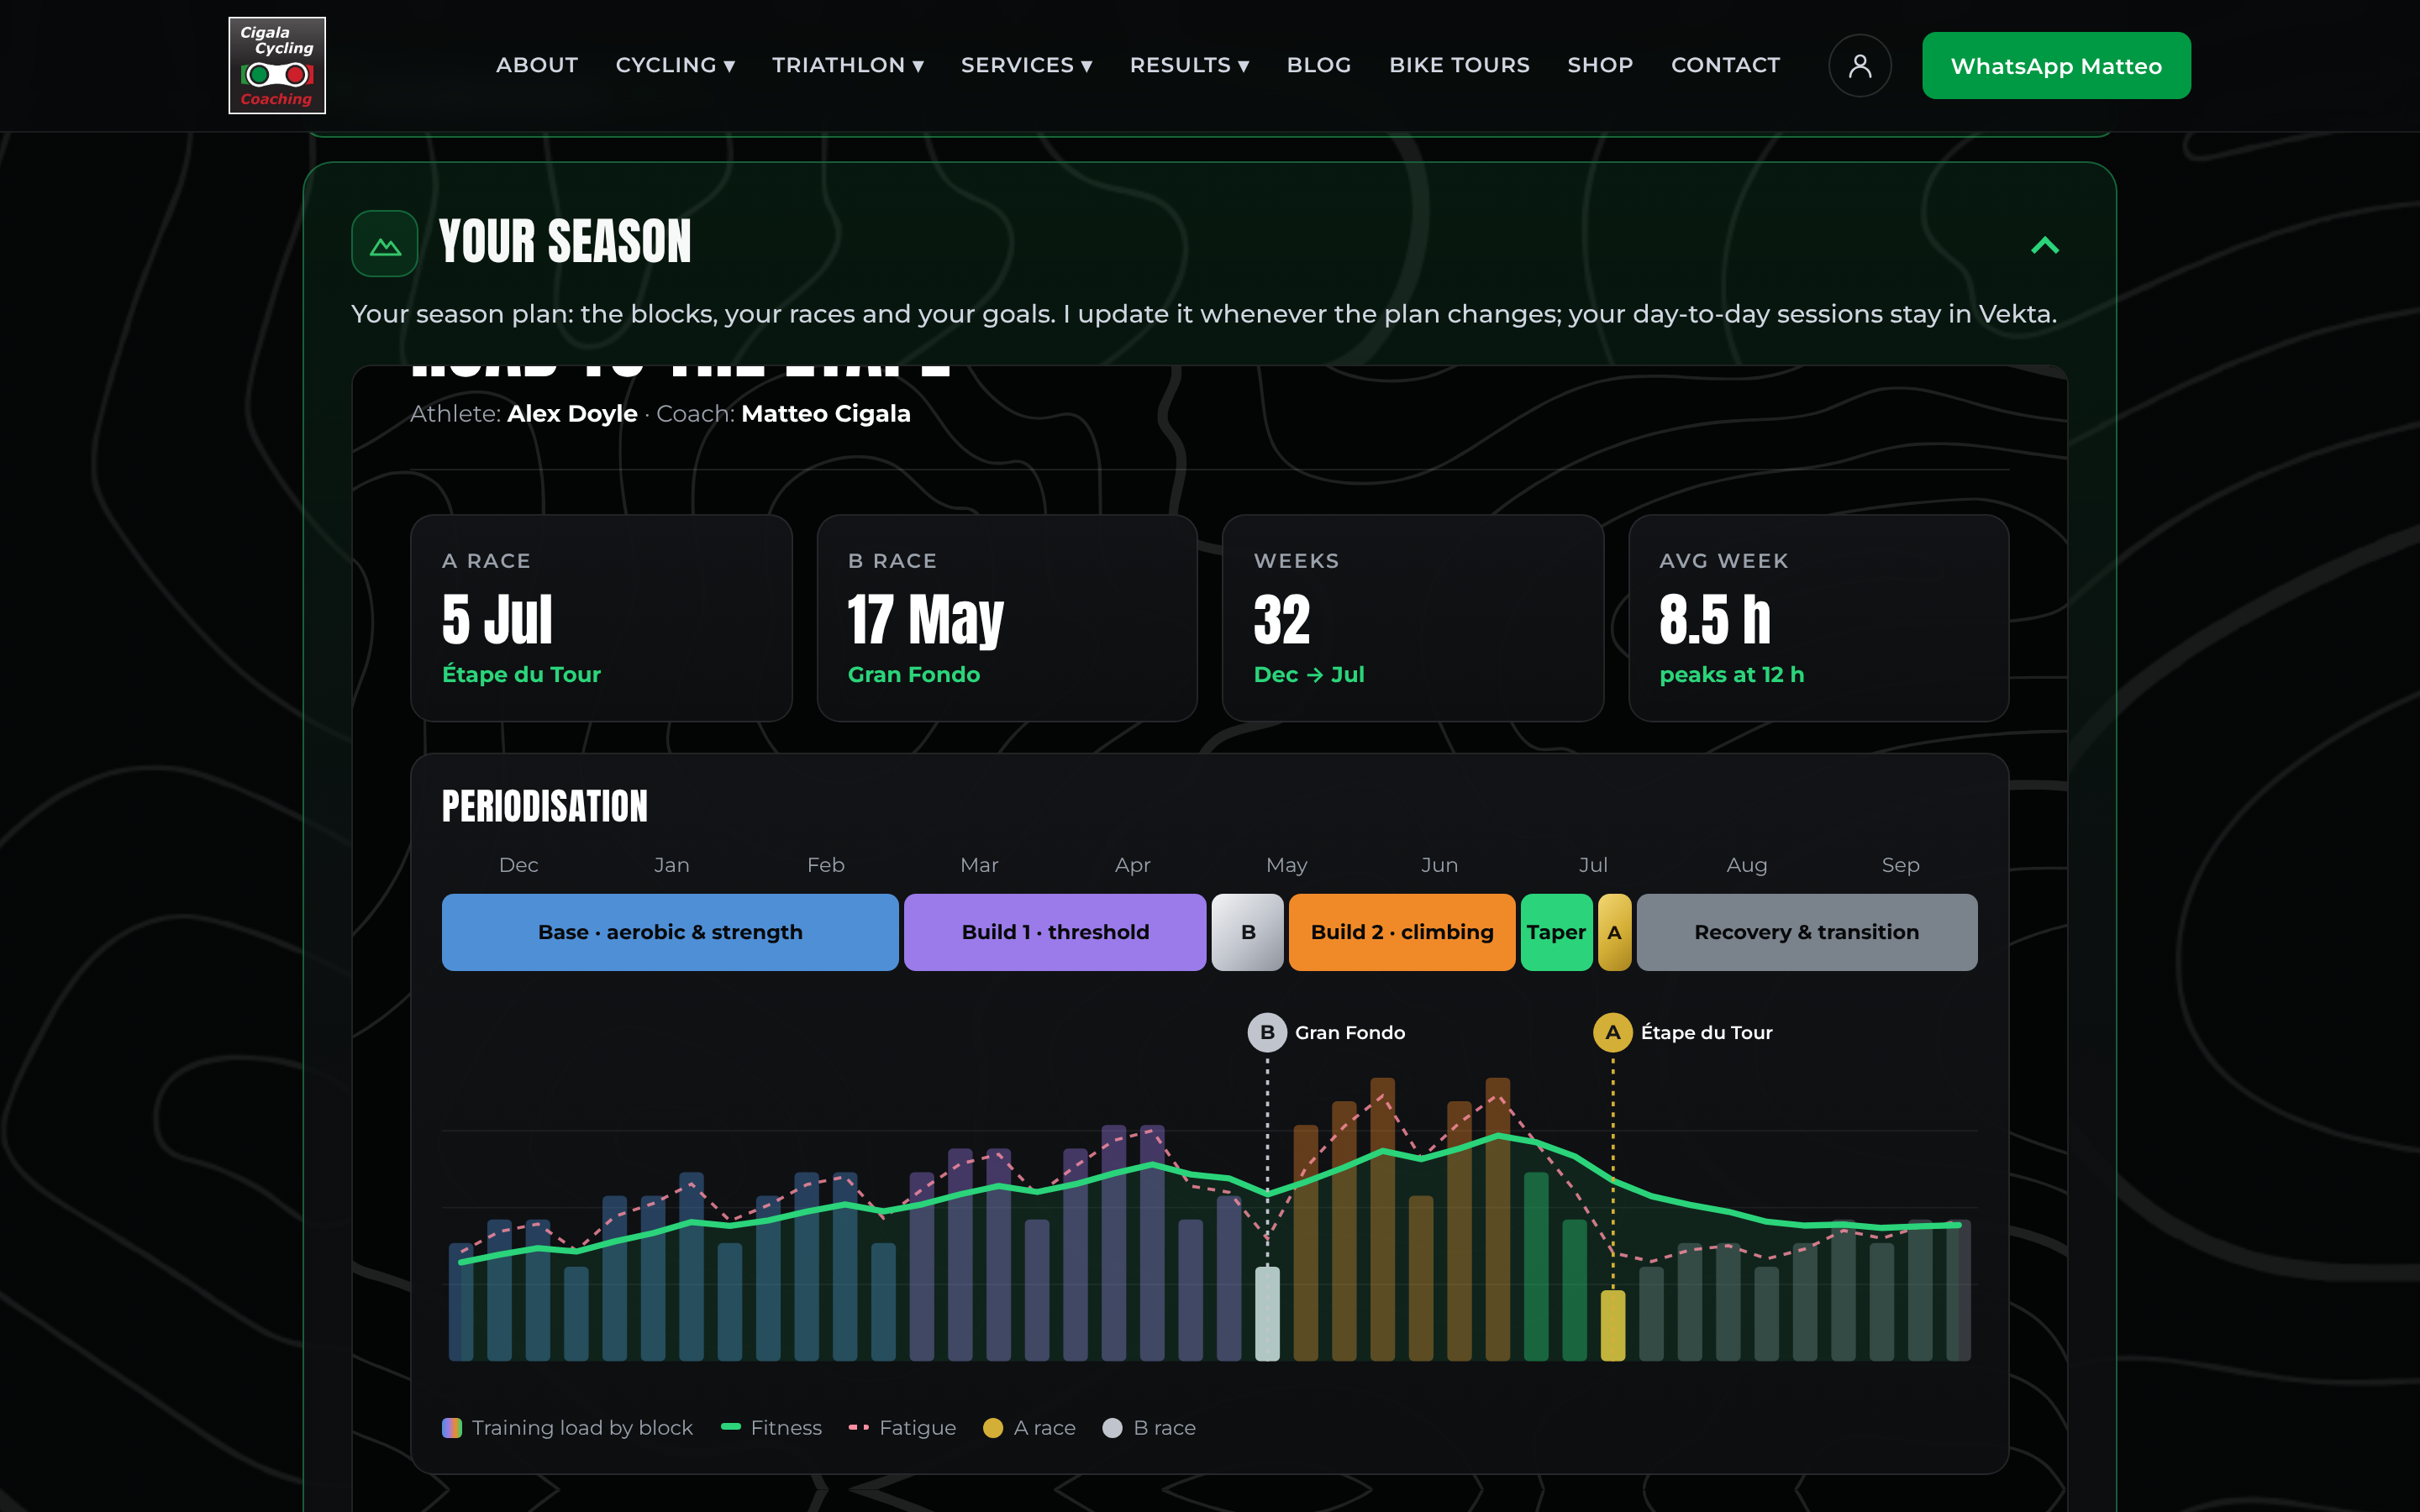 Cigala
Cycling
Coaching
ABOUT CYCLING ▾ TRIATHLON ▾ SERVICES ▾ RESULTS ▾ BLOG BIKE TOURS SHOP CONTACT WhatsApp Matteo
YOUR SEASON
Your season plan: the blocks, your races and your goals. I update it whenever the plan changes; your day-to-day sessions stay in Vekta.
Athlete: Alex Doyle · Coach: Matteo Cigala
A RACE
5 Jul
Étape du Tour
B RACE
17 May
Gran Fondo
WEEKS
32
Dec → Jul
AVG WEEK
8.5 h
peaks at 12 h
PERIODISATION
Dec Jan Feb Mar Apr May Jun Jul Aug Sep
Base · aerobic & strength Build 1 · threshold B Build 2 · climbing Taper A Recovery & transition
B Gran Fondo A Étape du Tour
Training load by block Fitness Fatigue A race B race